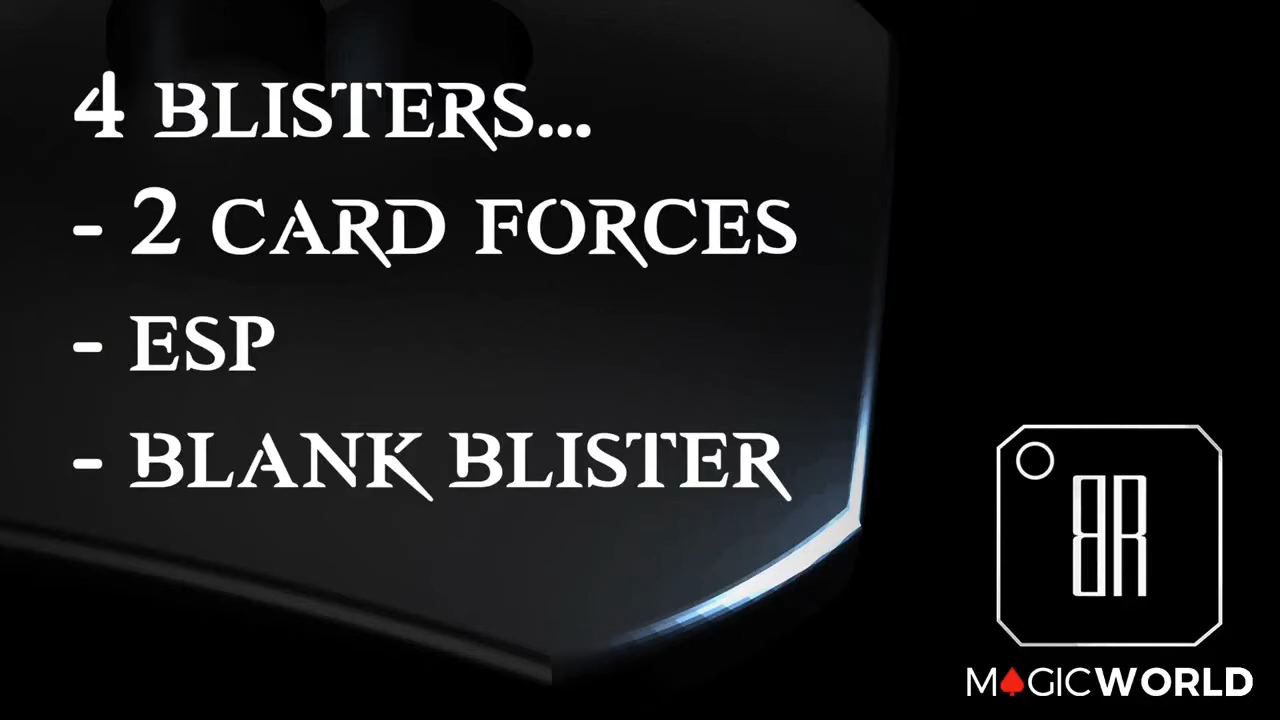 4 BLISTERS...
- 2 CARD FORCES
- ESP
- BLANK BLISTER
BR
MAGICWORLD